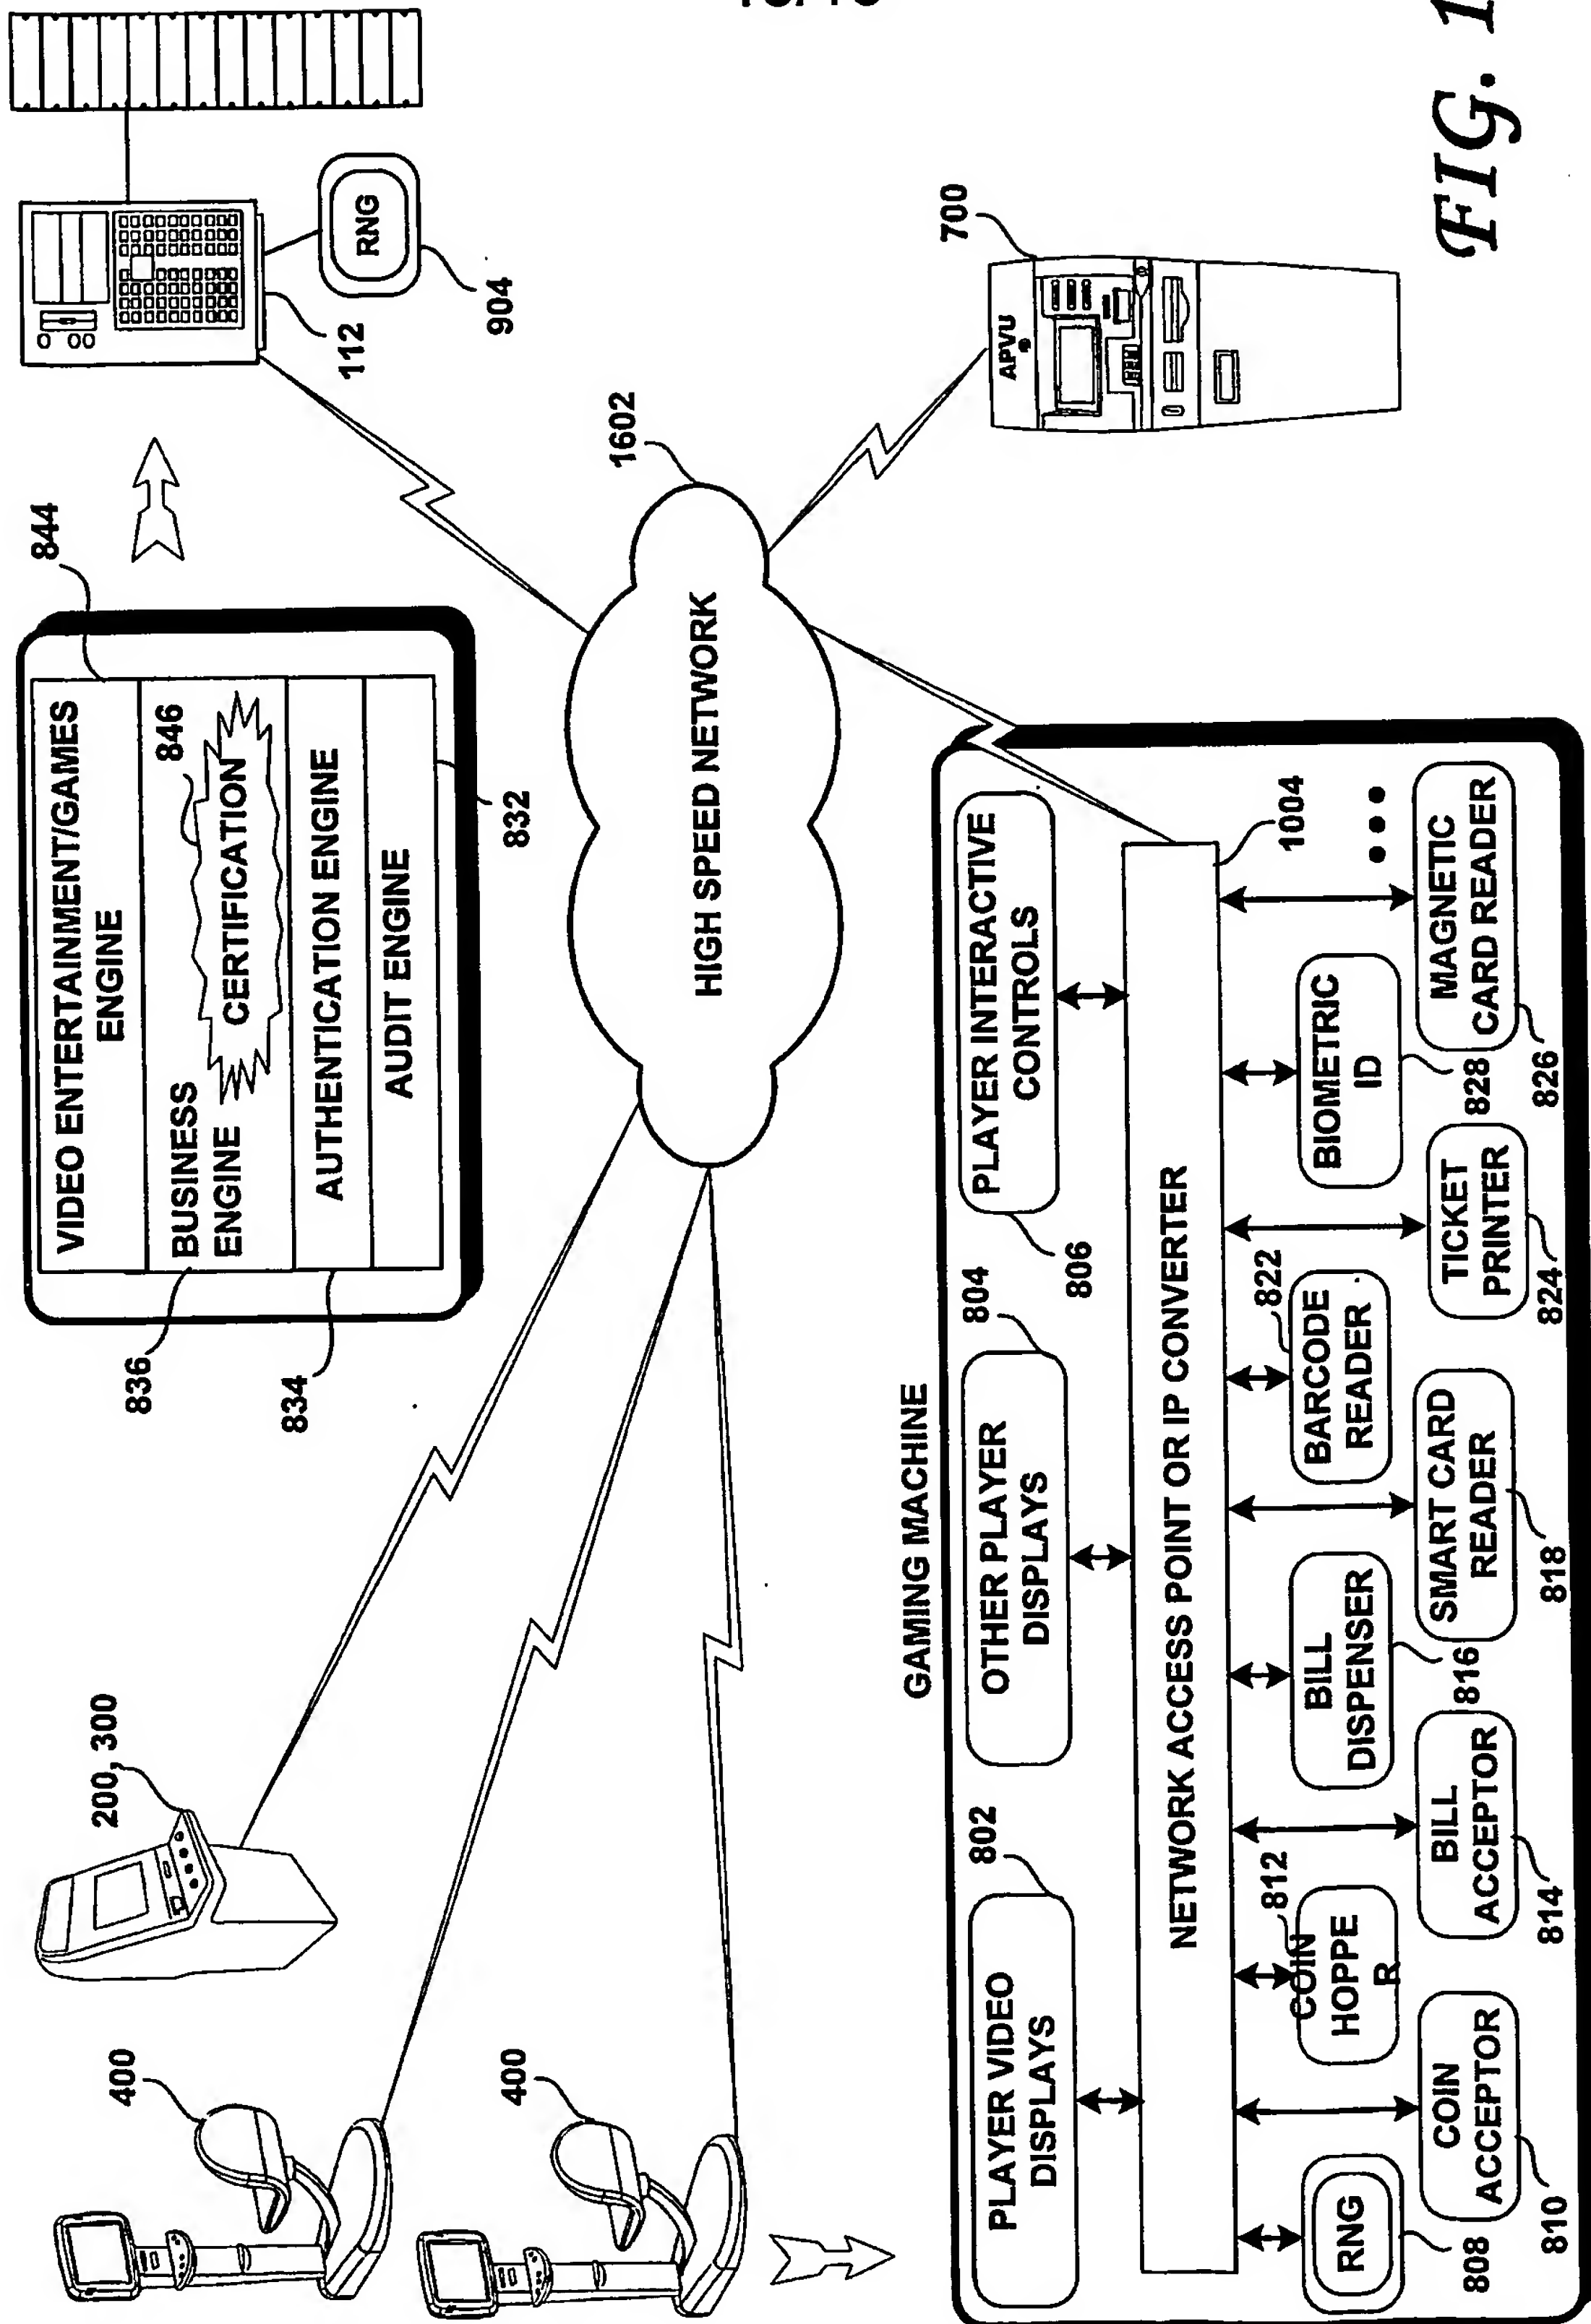 200, 300
400
400
836
834
VIDEO ENTERTAINMENT/GAMES
ENGINE
BUSINESS
ENGINE
846
CERTIFICATION
AUTHENTICATION ENGINE
AUDIT ENGINE
844
832
112
RNG
904
1602
HIGH SPEED NETWORK
APVU
700
GAMING MACHINE
802
PLAYER VIDEO
DISPLAYS
804
OTHER PLAYER
DISPLAYS
806
PLAYER INTERACTIVE
CONTROLS
NETWORK ACCESS POINT OR IP CONVERTER
1004
RNG
808
COIN
ACCEPTOR
810
812
COIN
HOPPE
R
BILL
ACCEPTOR
814
BILL
DISPENSER
816
SMART CARD
READER
818
822
BARCODE
READER
TICKET
PRINTER
824
BIOMETRIC
ID
828
MAGNETIC
CARD READER
826
•••
FIG. 1